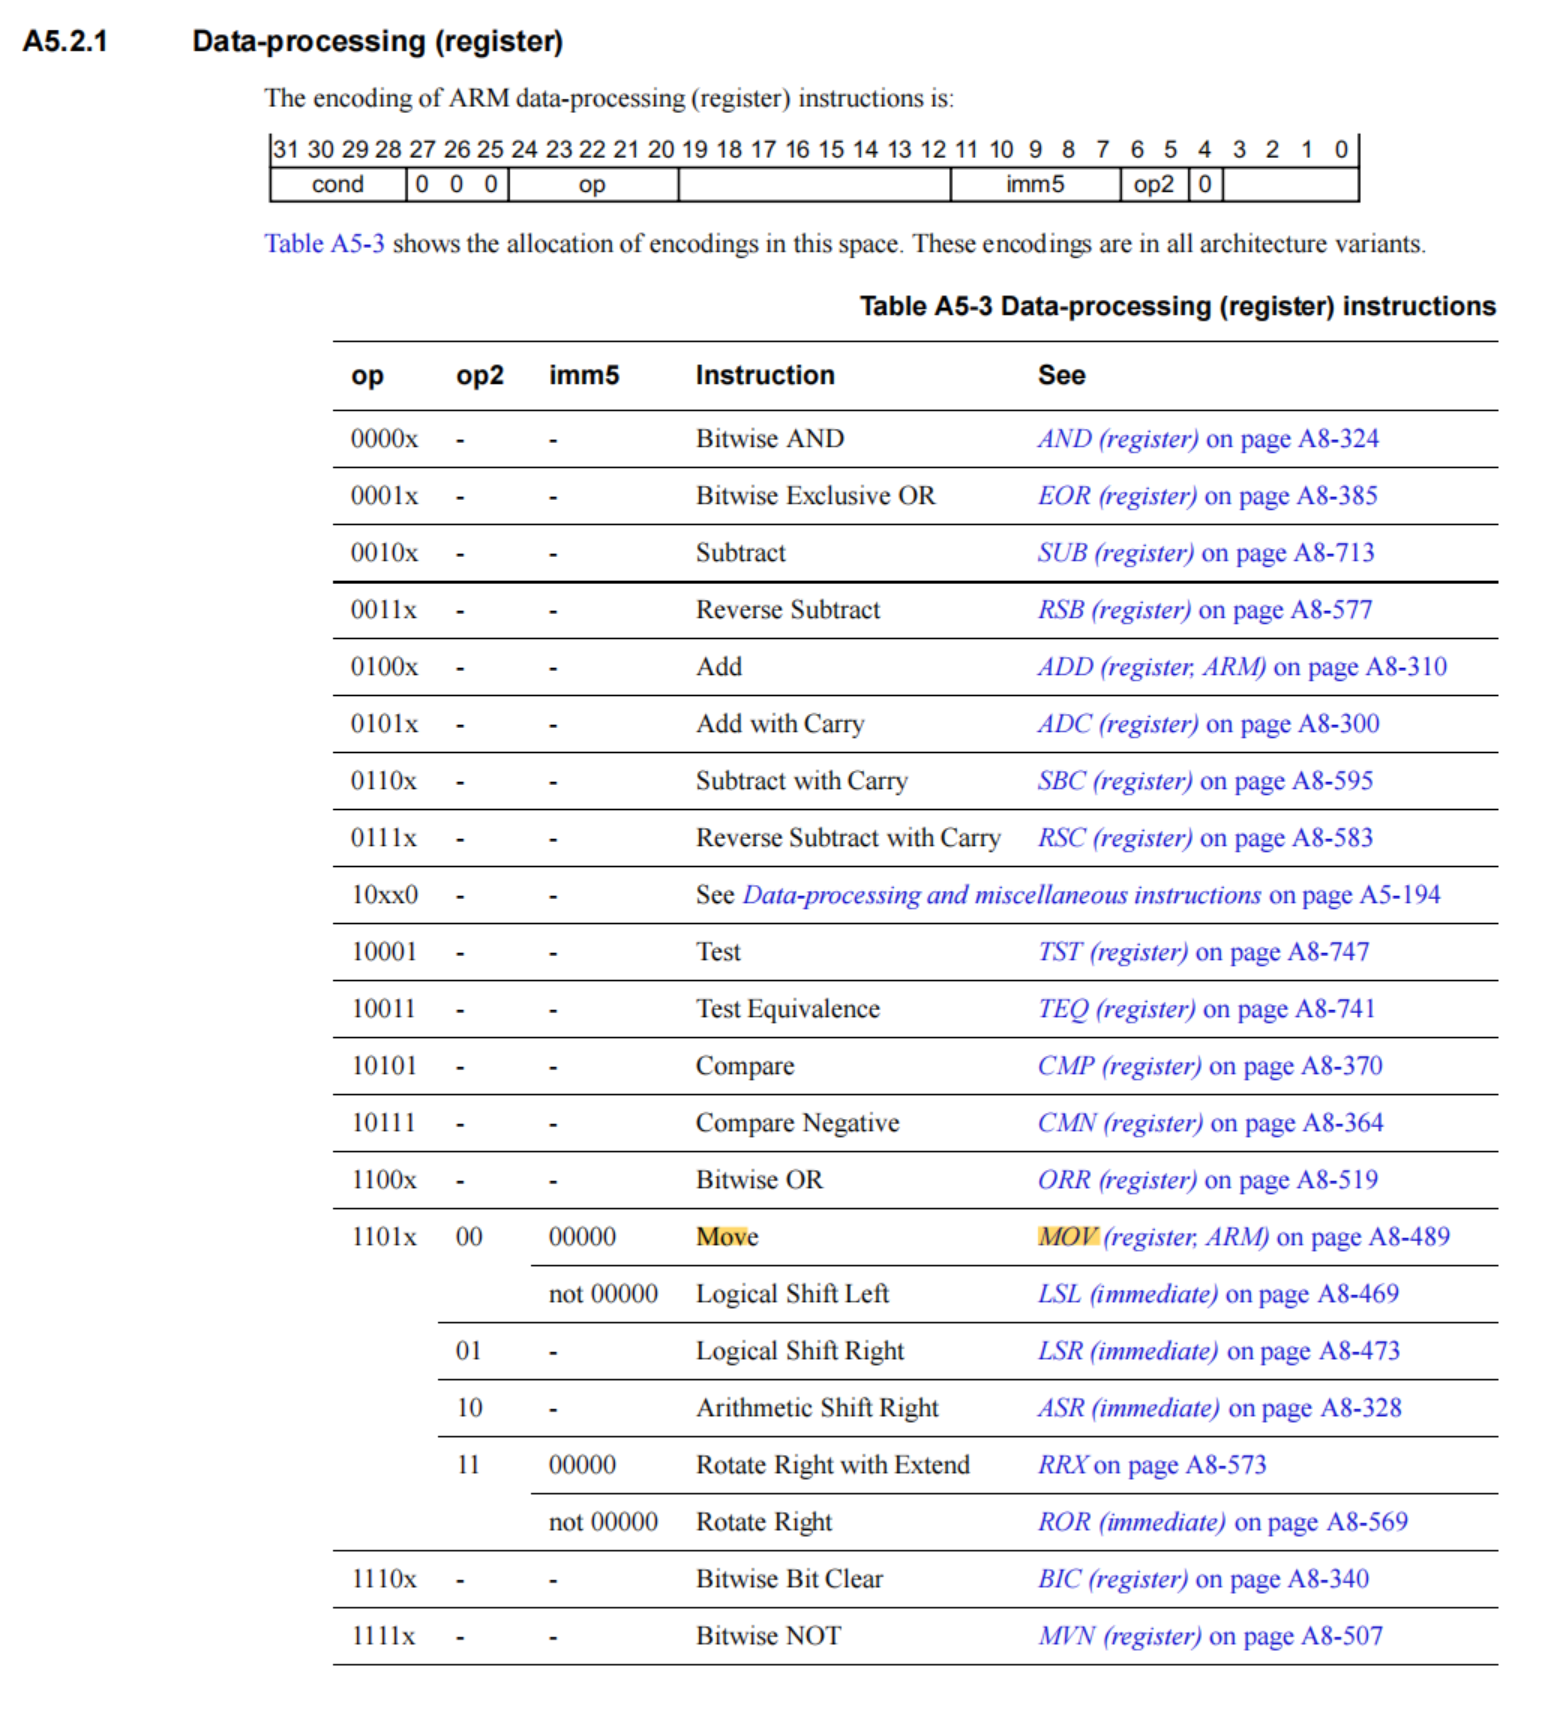 A5.2.1 Data-processing (register)
The encoding of ARM data-processing (register) instructions is:
31 30 29 28 27 26 25 24 23 22 21 20 19 18 17 16 15 14 13 12 11 10 9 8 7 6 5 4 3 2 1 0
cond 0 0 0 op imm5 op2 0
Table A5-3 shows the allocation of encodings in this space. These encodings are in all architecture variants.
Table A5-3 Data-processing (register) instructions
op op2 imm5 Instruction See
0000x - - Bitwise AND AND (register) on page A8-324
0001x - - Bitwise Exclusive OR EOR (register) on page A8-385
0010x - - Subtract SUB (register) on page A8-713
0011x - - Reverse Subtract RSB (register) on page A8-577
0100x - - Add ADD (register, ARM) on page A8-310
0101x - - Add with Carry ADC (register) on page A8-300
0110x - - Subtract with Carry SBC (register) on page A8-595
0111x - - Reverse Subtract with Carry RSC (register) on page A8-583
10xx0 - - See Data-processing and miscellaneous instructions on page A5-194
10001 - - Test TST (register) on page A8-747
10011 - - Test Equivalence TEQ (register) on page A8-741
10101 - - Compare CMP (register) on page A8-370
10111 - - Compare Negative CMN (register) on page A8-364
1100x - - Bitwise OR ORR (register) on page A8-519
1101x 00 00000 Move MOV (register, ARM) on page A8-489
not 00000 Logical Shift Left LSL (immediate) on page A8-469
01 - Logical Shift Right LSR (immediate) on page A8-473
10 - Arithmetic Shift Right ASR (immediate) on page A8-328
11 00000 Rotate Right with Extend RRX on page A8-573
not 00000 Rotate Right ROR (immediate) on page A8-569
1110x - - Bitwise Bit Clear BIC (register) on page A8-340
1111x - - Bitwise NOT MVN (register) on page A8-507